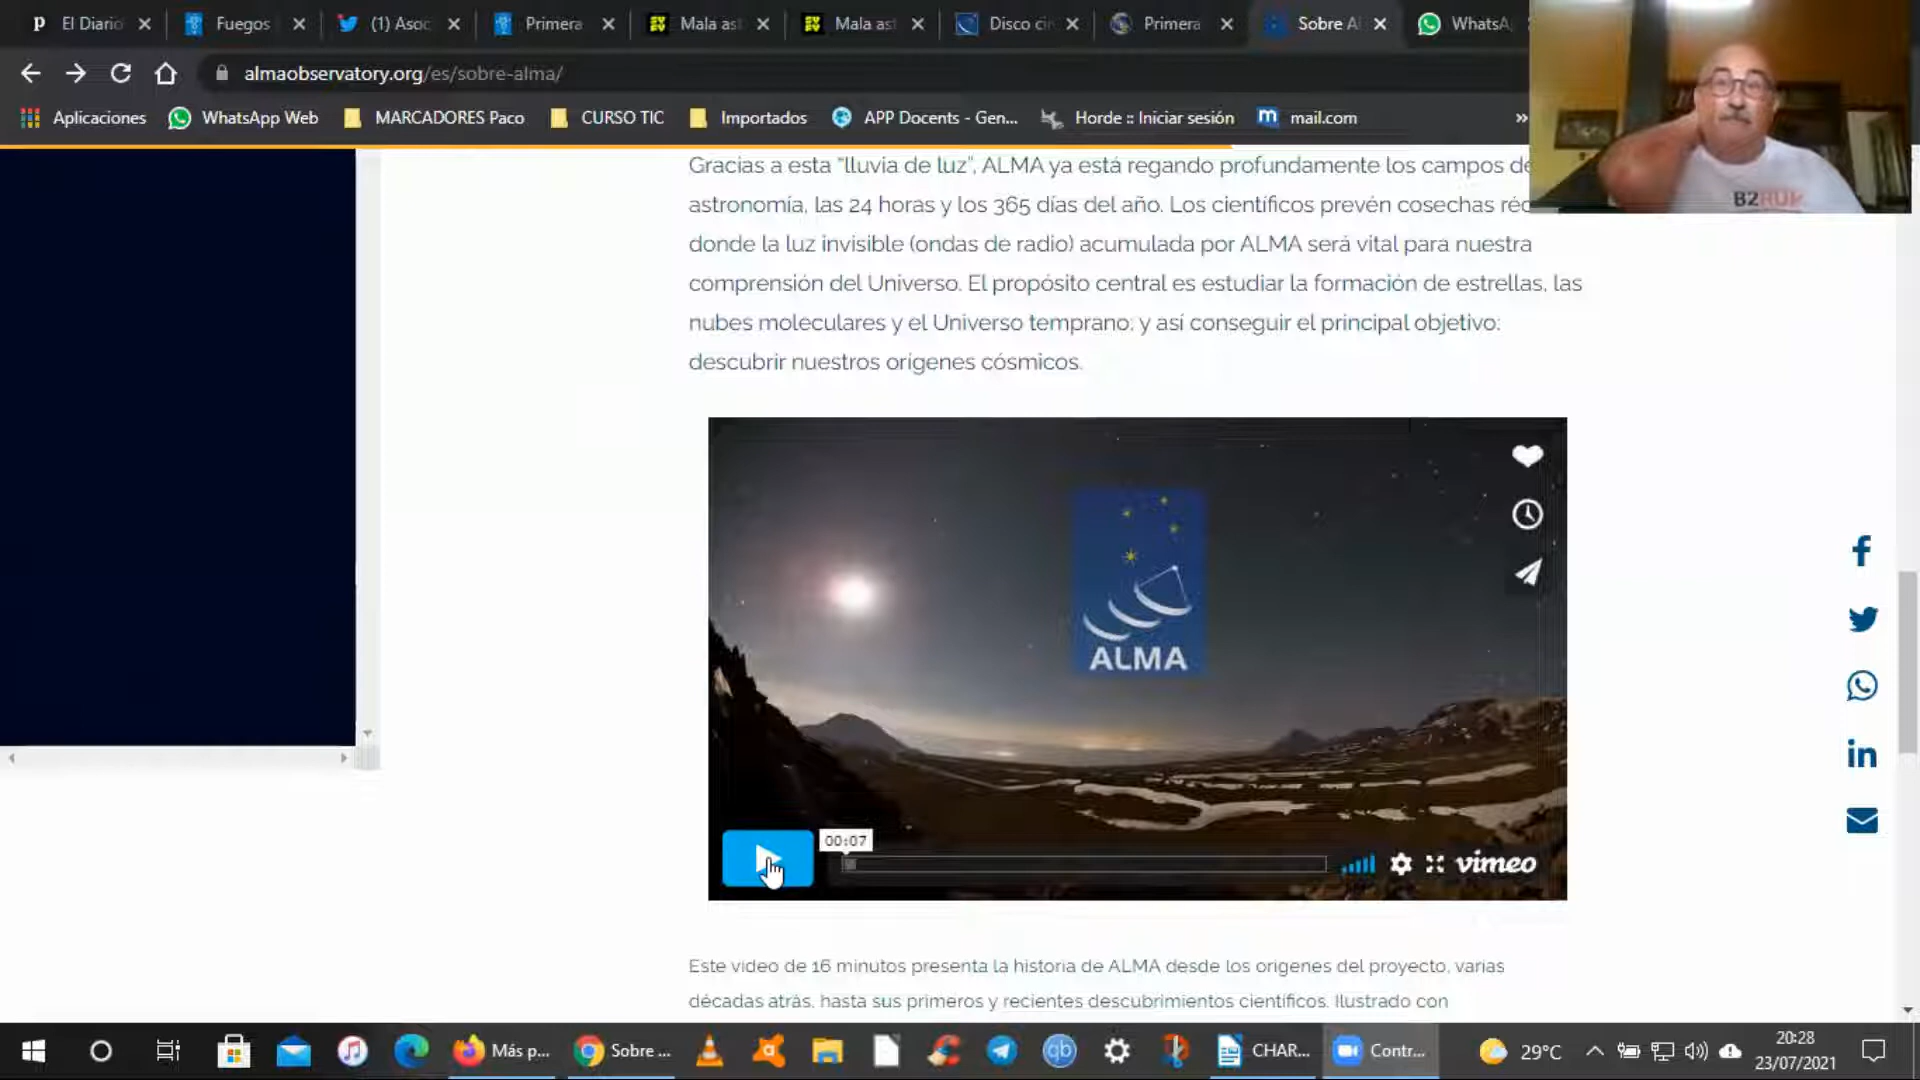 El Diario
Fuegos
(1) Asoc
Primera
Mala as
Mala as
Disco cir
Primera
Sobre Al
WhatsA
almaobservatory.org/es/sobre-alma/
Aplicaciones
WhatsApp Web
MARCADORES Paco
CURSO TIC
Importados
APP Docents - Gen...
Horde :: Iniciar sesión
m mail.com
»
B2RUN
Gracias a esta “lluvia de luz”, ALMA ya está regando profundamente los campos de
astronomía, las 24 horas y los 365 días del año. Los científicos prevén cosechas réc
donde la luz invisible (ondas de radio) acumulada por ALMA será vital para nuestra
comprensión del Universo. El propósito central es estudiar la formación de estrellas, las
nubes moleculares y el Universo temprano; y así conseguir el principal objetivo:
descubrir nuestros orígenes cósmicos.
ALMA
00:07
vimeo
Este video de 16 minutos presenta la historia de ALMA desde los orígenes del proyecto, varias
décadas atrás, hasta sus primeros y recientes descubrimientos científicos. Ilustrado con
Más p...
Sobre ...
qb
CHAR...
Contr...
29°C
20:28
23/07/2021